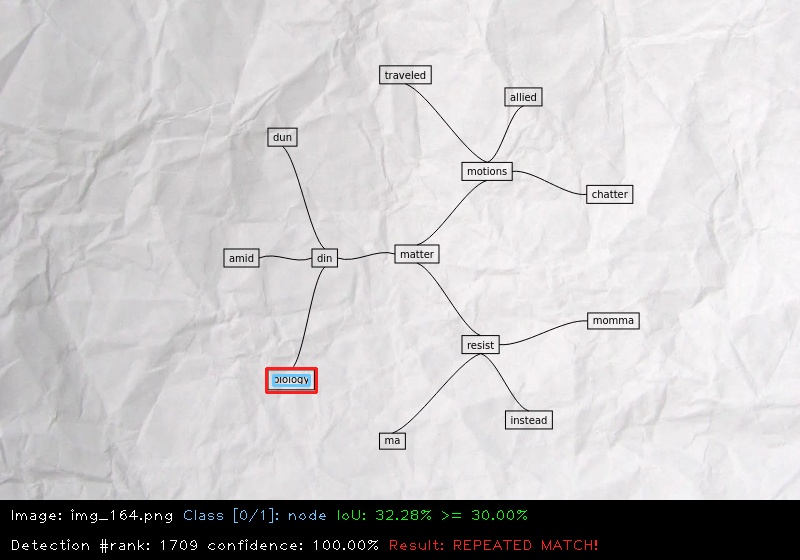 traveled
allied
dun
motions
chatter
matter
amid
din
momma
resist
biology
instead
ma
Image: img_164.png Class [0/1]: node IoU: 32.28% >= 30.00%
Detection #rank: 1709 confidence: 100.00% Result: REPEATED MATCH!